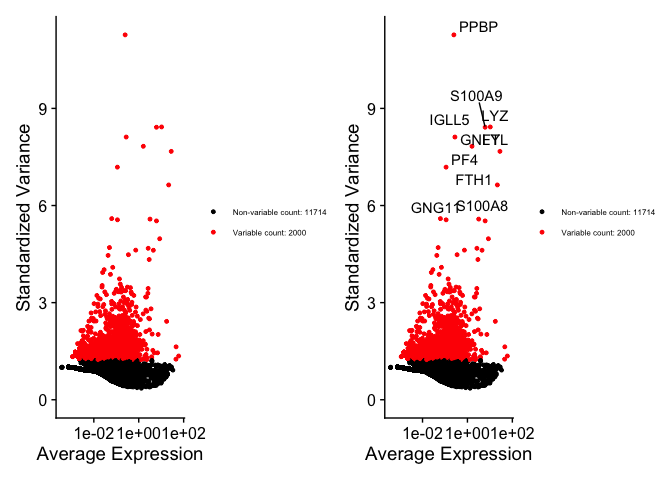 Standardized Variance
9
6
3
0
1e-02
1e+00
1e+02
Average Expression
Non-variable count: 11714
Variable count: 2000
Standardized Variance
9
6
3
0
1e-02
1e+00
1e+02
Average Expression
PPBP
S100A9
LYZ
IGLL5
PF4
FTH1
GNG11
S100A8
Non-variable count: 11714
Variable count: 2000